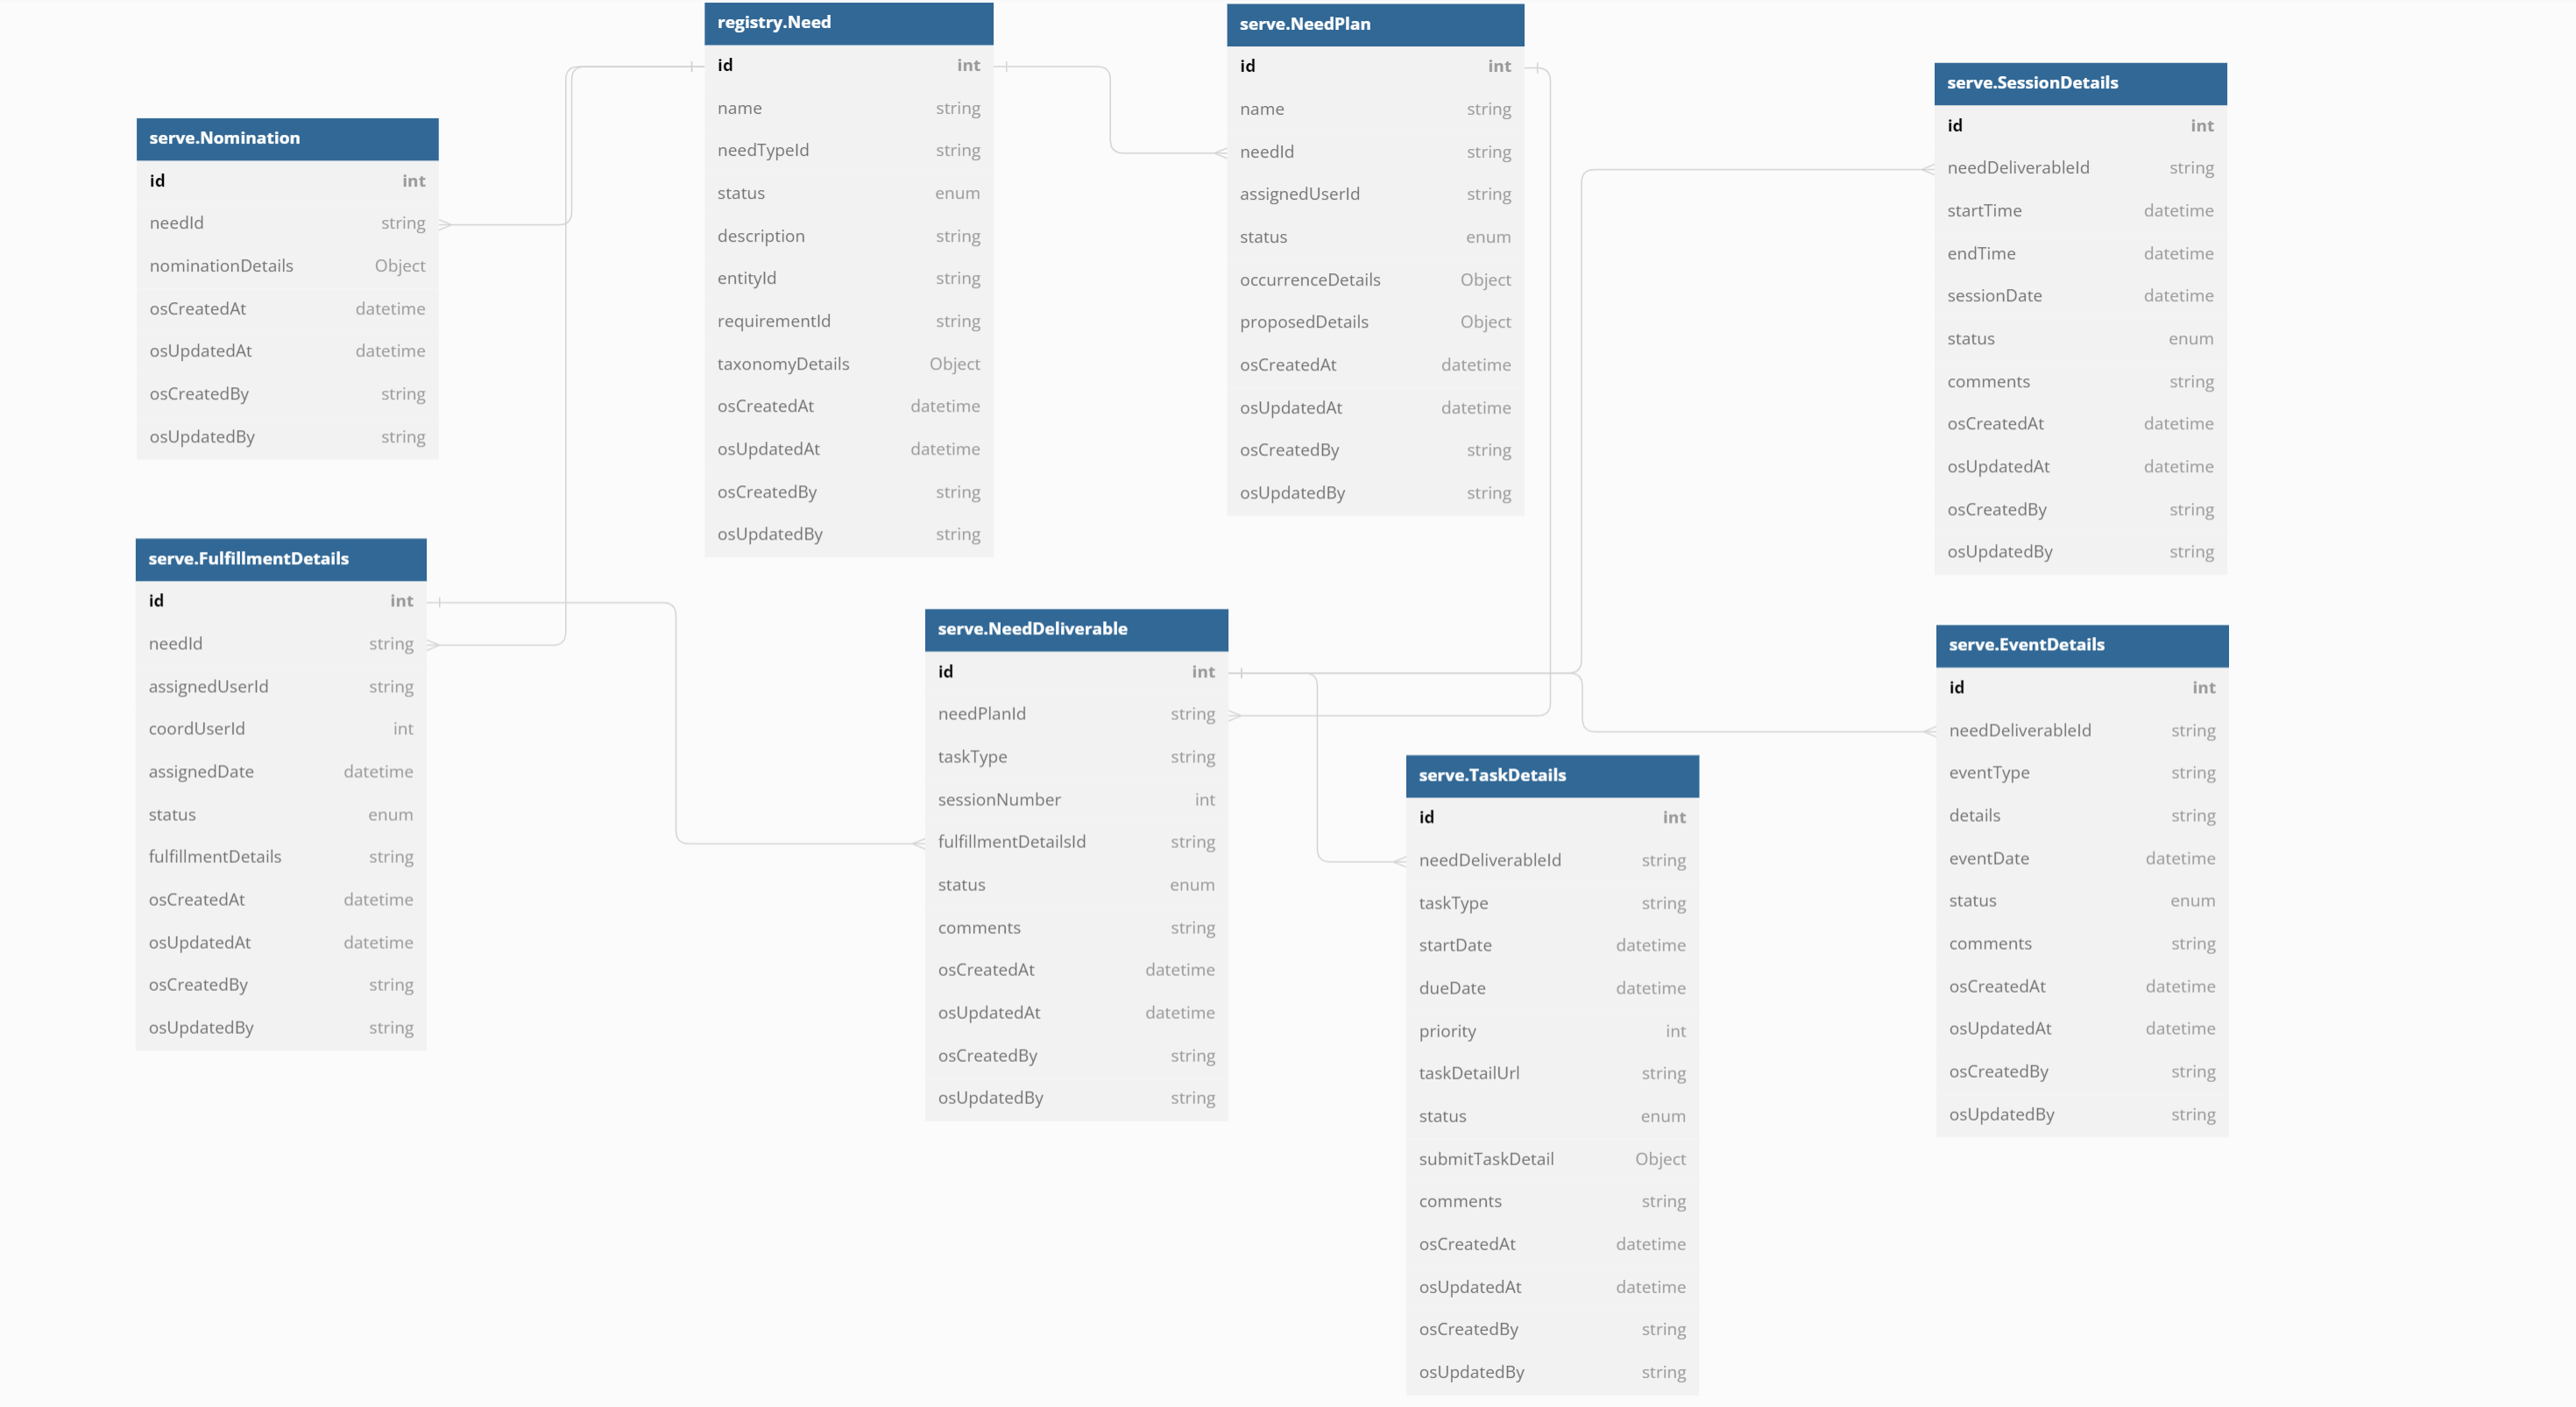 registry.Need
id int
name string
needTypeId string
status enum
description string
entityId string
requirementId string
taxonomyDetails Object
osCreatedAt datetime
osUpdatedAt datetime
osCreatedBy string
osUpdatedBy string
serve.NeedPlan
id int
name string
needId string
assignedUserId string
status enum
occurrenceDetails Object
proposedDetails Object
osCreatedAt datetime
osUpdatedAt datetime
osCreatedBy string
osUpdatedBy string
serve.SessionDetails
id int
needDeliverableId string
startTime datetime
endTime datetime
sessionDate datetime
status enum
comments string
osCreatedAt datetime
osUpdatedAt datetime
osCreatedBy string
osUpdatedBy string
serve.Nomination
id int
needId string
nominationDetails Object
osCreatedAt datetime
osUpdatedAt datetime
osCreatedBy string
osUpdatedBy string
serve.FulfillmentDetails
id int
needId string
assignedUserId string
coordUserId int
assignedDate datetime
status enum
fulfillmentDetails string
osCreatedAt datetime
osUpdatedAt datetime
osCreatedBy string
osUpdatedBy string
serve.NeedDeliverable
id int
needPlanId string
taskType string
sessionNumber int
fulfillmentDetailsId string
status enum
comments string
osCreatedAt datetime
osUpdatedAt datetime
osCreatedBy string
osUpdatedBy string
serve.TaskDetails
id int
needDeliverableId string
taskType string
startDate datetime
dueDate datetime
priority int
taskDetailUrl string
status enum
submitTaskDetail Object
comments string
osCreatedAt datetime
osUpdatedAt datetime
osCreatedBy string
osUpdatedBy string
serve.EventDetails
id int
needDeliverableId string
eventType string
details string
eventDate datetime
status enum
comments string
osCreatedAt datetime
osUpdatedAt datetime
osCreatedBy string
osUpdatedBy string